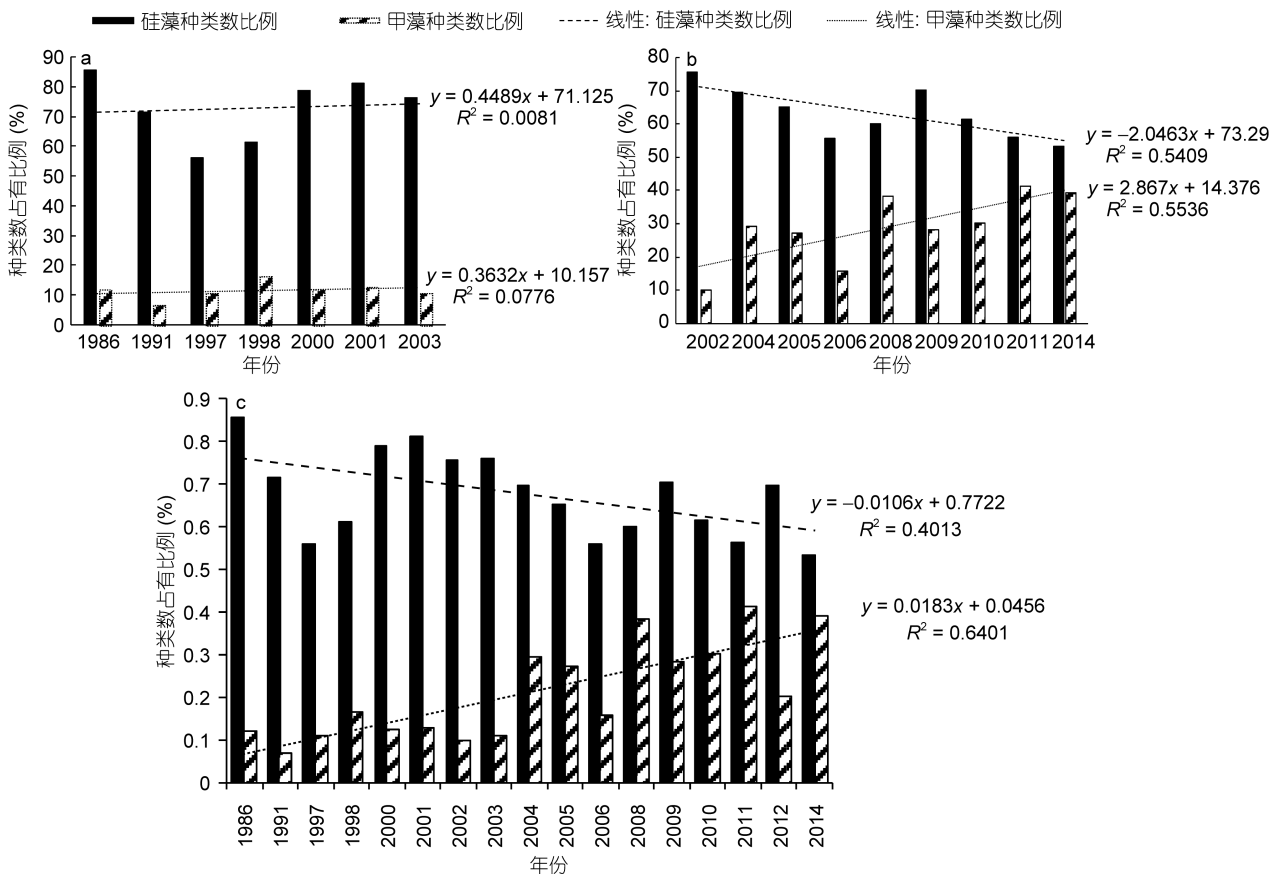 硅藻种类数比例 甲藻种类数比例 线性: 硅藻种类数比例 线性: 甲藻种类数比例
a
种类数占有比例 (%)
90
80
70
60
50
40
30
20
10
0
y = 0.4489x + 71.125
R² = 0.0081
y = 0.3632x + 10.157
R² = 0.0776
1986 1991 1997 1998 2000 2001 2003
年份
b
种类数占有比例 (%)
80
70
60
50
40
30
20
10
0
y = −2.0463x + 73.29
R² = 0.5409
y = 2.867x + 14.376
R² = 0.5536
2002 2004 2005 2006 2008 2009 2010 2011 2014
年份
c
种类数占有比例 (%)
0.9
0.8
0.7
0.6
0.5
0.4
0.3
0.2
0.1
0
y = −0.0106x + 0.7722
R² = 0.4013
y = 0.0183x + 0.0456
R² = 0.6401
1986 1991 1997 1998 2000 2001 2002 2003 2004 2005 2006 2008 2009 2010 2011 2012 2014
年份